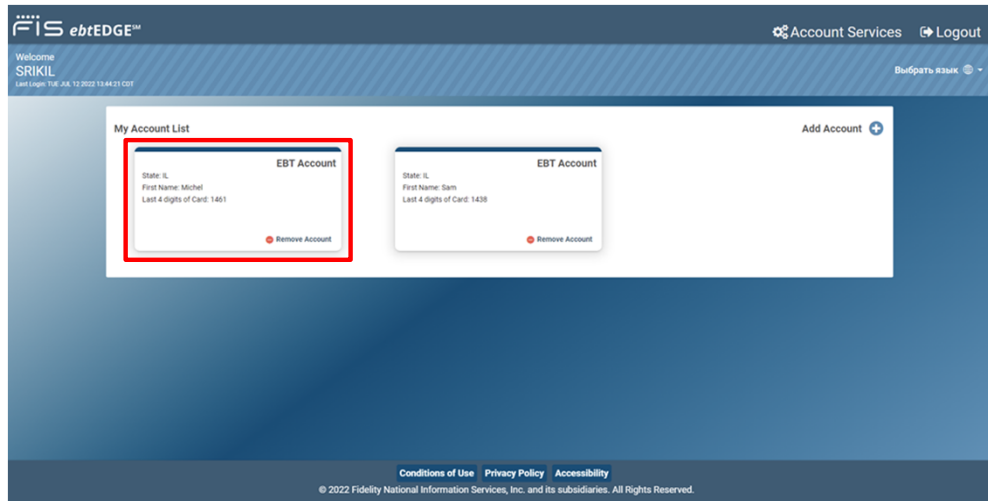 FIS ebtEDGE℠
Account Services
Logout
Welcome
SRIKIL
Last Login: TUE JUL 12 2022 13:44:21 CDT
Выбрать язык
My Account List
Add Account
EBT Account
State: IL
First Name: Michel
Last 4 digits of Card: 1461
Remove Account
EBT Account
State: IL
First Name: Sam
Last 4 digits of Card: 1438
Remove Account
Conditions of Use Privacy Policy Accessibility
© 2022 Fidelity National Information Services, Inc. and its subsidiaries. All Rights Reserved.